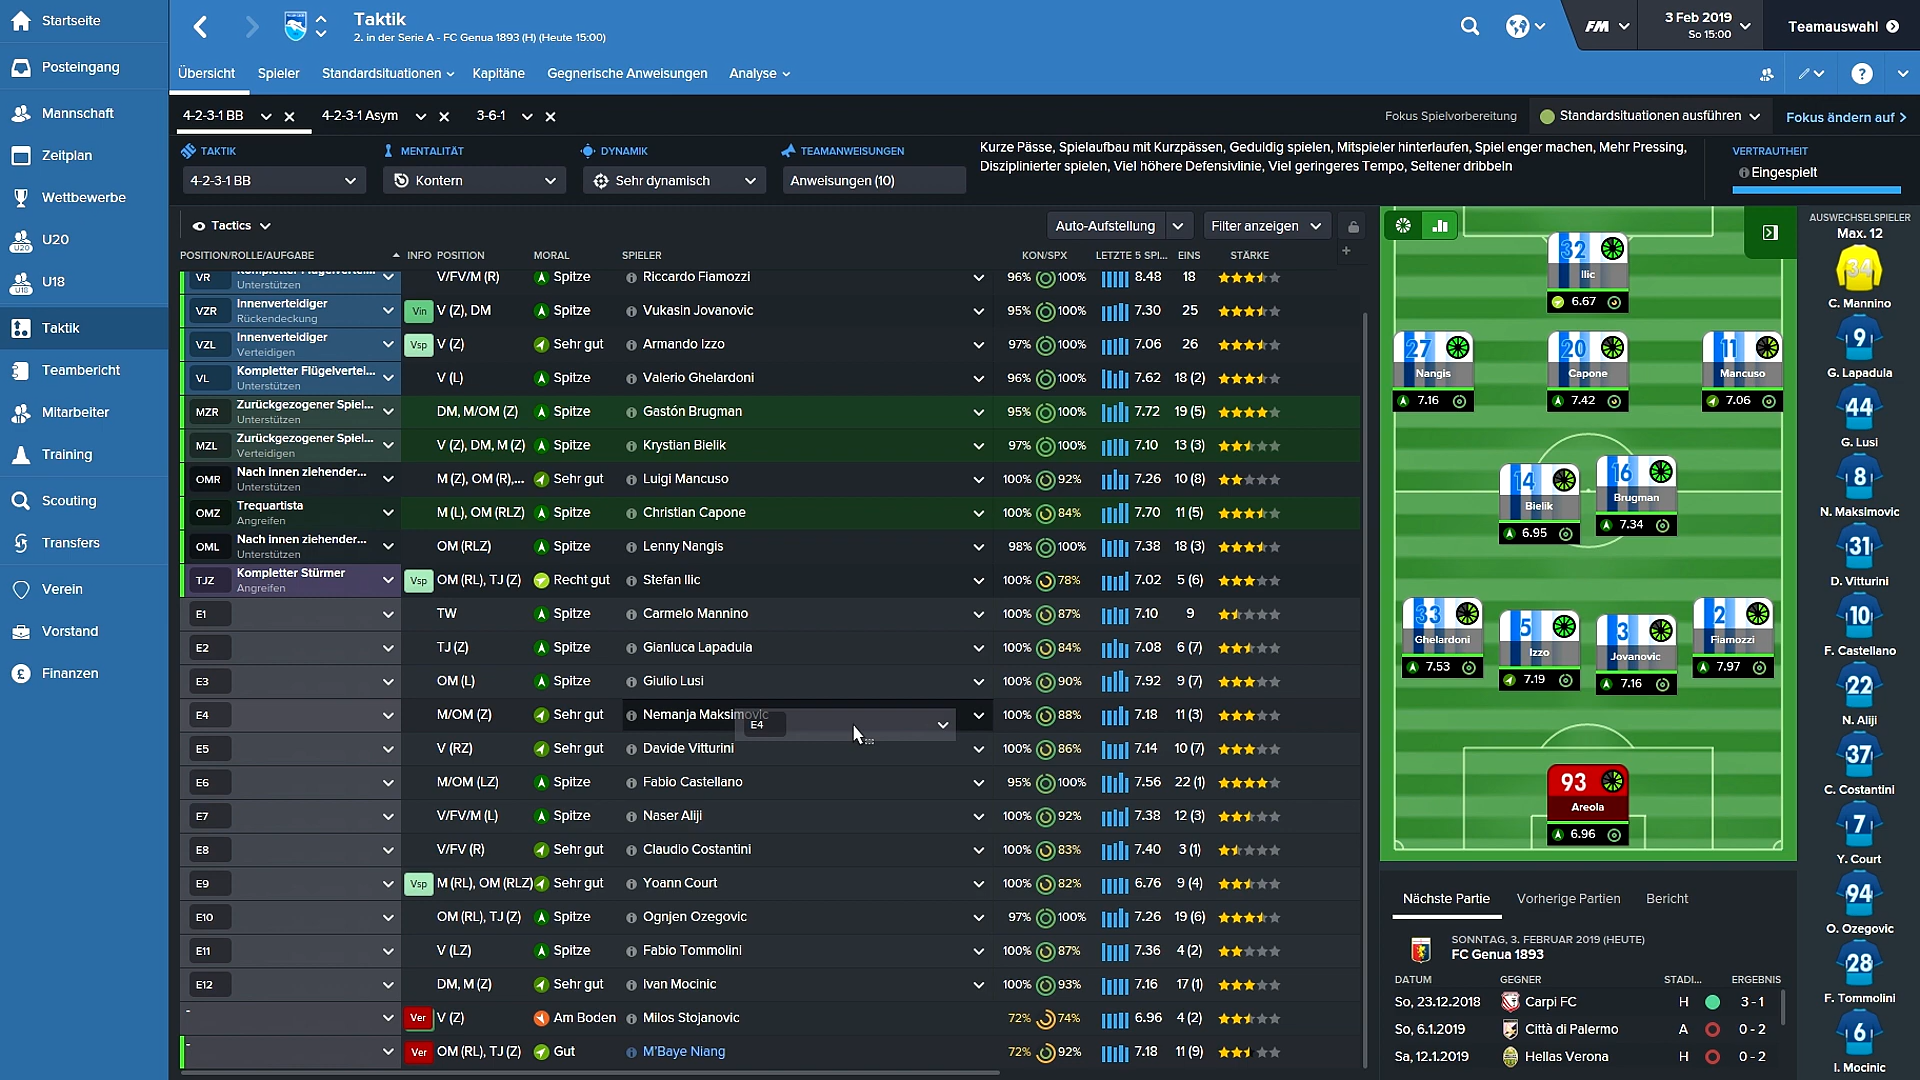 Startseite
Posteingang
Mannschaft
Zeitplan
Wettbewerbe
U20
U18
Taktik
Teambericht
Mitarbeiter
Training
Scouting
Transfers
Verein
Vorstand
Finanzen
Taktik
2. in der Serie A - FC Genua 1893 (H) (Heute 15:00)
FM
3 Feb 2019
So 15:00
Teamauswahl
Übersicht Spieler Standardsituationen Kapitäne Gegnerische Anweisungen Analyse
4-2-3-1 BB 4-2-3-1 Asym 3-6-1
Fokus Spielvorbereitung Standardsituationen ausführen Fokus ändern auf
TAKTIK MENTALITÄT DYNAMIK TEAMANWEISUNGEN
4-2-3-1 BB Kontern Sehr dynamisch Anweisungen (10)
Kurze Pässe, Spielaufbau mit Kurzpässen, Geduldig spielen, Mitspieler hinterlaufen, Spiel enger machen, Mehr Pressing,
Disziplinierter spielen, Viel höhere Defensivlinie, Viel geringeres Tempo, Seltener dribbeln
VERTRAUTHEIT
Eingespielt
Tactics Auto-Aufstellung Filter anzeigen
POSITION/ROLLE/AUFGABE INFO POSITION MORAL SPIELER KON/SPX LETZTE 5 SPI... EINS STÄRKE
VR Kompletter Flügelvertei... Unterstützen V/FV/M (R) Spitze Riccardo Fiamozzi 96% 100% 8.48 18
VZR Innenverteidiger Rückendeckung Vin V (Z), DM Spitze Vukasin Jovanovic 95% 100% 7.30 25
VZL Innenverteidiger Verteidigen Vsp V (Z) Sehr gut Armando Izzo 97% 100% 7.06 26
VL Kompletter Flügelvertei... Unterstützen V (L) Spitze Valerio Ghelardoni 96% 100% 7.62 18 (2)
MZR Zurückgezogener Spiel... Unterstützen DM, M/OM (Z) Spitze Gastón Brugman 95% 100% 7.72 19 (5)
MZL Zurückgezogener Spiel... Verteidigen V (Z), DM, M (Z) Spitze Krystian Bielik 97% 100% 7.10 13 (3)
OMR Nach innen ziehender... Unterstützen M (Z), OM (R),... Sehr gut Luigi Mancuso 100% 92% 7.26 10 (8)
OMZ Trequartista Angreifen M (L), OM (RLZ) Spitze Christian Capone 100% 84% 7.70 11 (5)
OML Nach innen ziehender... Unterstützen OM (RLZ) Spitze Lenny Nangis 98% 100% 7.38 18 (3)
TJZ Kompletter Stürmer Angreifen Vsp OM (RL), TJ (Z) Recht gut Stefan Ilic 100% 78% 7.02 5 (6)
E1 TW Spitze Carmelo Mannino 100% 87% 7.10 9
E2 TJ (Z) Spitze Gianluca Lapadula 100% 84% 7.08 6 (7)
E3 OM (L) Spitze Giulio Lusi 100% 90% 7.92 9 (7)
E4 M/OM (Z) Sehr gut Nemanja Maksimovic 100% 88% 7.18 11 (3)
E4
E5 V (RZ) Sehr gut Davide Vitturini 100% 86% 7.14 10 (7)
E6 M/OM (LZ) Spitze Fabio Castellano 95% 100% 7.56 22 (1)
E7 V/FV/M (L) Spitze Naser Aliji 100% 92% 7.38 12 (3)
E8 V/FV (R) Sehr gut Claudio Costantini 100% 83% 7.40 3 (1)
E9 Vsp M (RL), OM (RLZ) Sehr gut Yoann Court 100% 82% 6.76 9 (4)
E10 OM (RL), TJ (Z) Spitze Ognjen Ozegovic 97% 100% 7.26 19 (6)
E11 V (LZ) Spitze Fabio Tommolini 100% 87% 7.36 4 (2)
E12 DM, M (Z) Sehr gut Ivan Mocinic 100% 93% 7.16 17 (1)
- Ver V (Z) Am Boden Milos Stojanovic 72% 74% 6.96 4 (2)
- Ver OM (RL), TJ (Z) Gut M'Baye Niang 72% 92% 7.18 11 (9)
32
Ilic
6.67
27 20 11
Nangis Capone Mancuso
7.16 7.42 7.06
14 16
Bielik Brugman
6.95 7.34
33 5 3 2
Ghelardoni Izzo Jovanovic Fiamozzi
7.53 7.19 7.16 7.97
93
Areola
6.96
AUSWECHSELSPIELER
Max. 12
34
C. Mannino
9
G. Lapadula
44
G. Lusi
8
N. Maksimovic
31
D. Vitturini
10
F. Castellano
22
N. Aliji
37
C. Costantini
7
Y. Court
94
O. Ozegovic
28
F. Tommolini
6
I. Mocinic
Nächste Partie Vorherige Partien Bericht
SONNTAG, 3. FEBRUAR 2019 (HEUTE)
FC Genua 1893
DATUM GEGNER STADI... ERGEBNIS
So, 23.12.2018 Carpi FC H 3 - 1
So, 6.1.2019 Città di Palermo A 0 - 2
Sa, 12.1.2019 Hellas Verona H 0 - 2